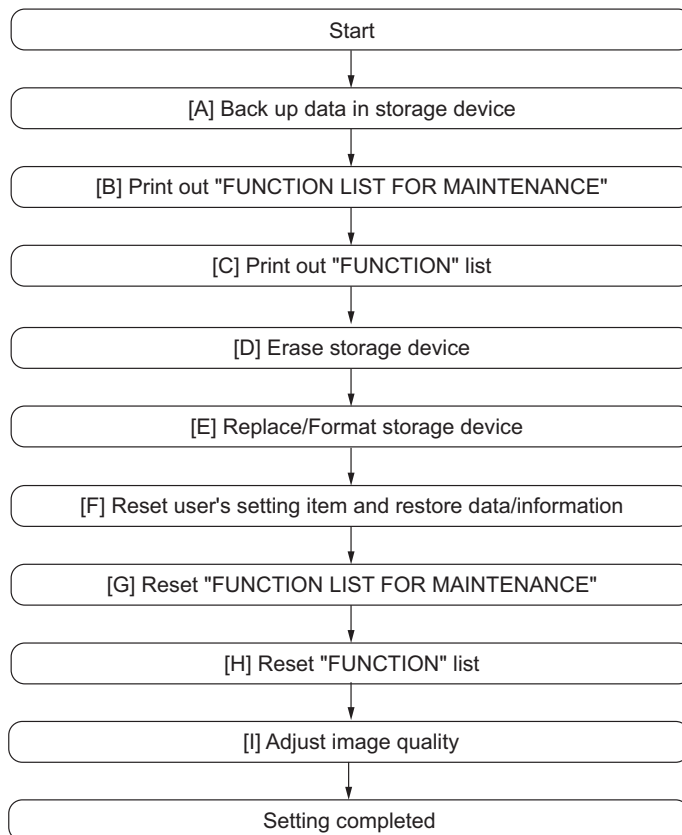 Start
[A] Back up data in storage device
[B] Print out "FUNCTION LIST FOR MAINTENANCE"
[C] Print out "FUNCTION" list
[D] Erase storage device
[E] Replace/Format storage device
[F] Reset user's setting item and restore data/information
[G] Reset "FUNCTION LIST FOR MAINTENANCE"
[H] Reset "FUNCTION" list
[I] Adjust image quality
Setting completed